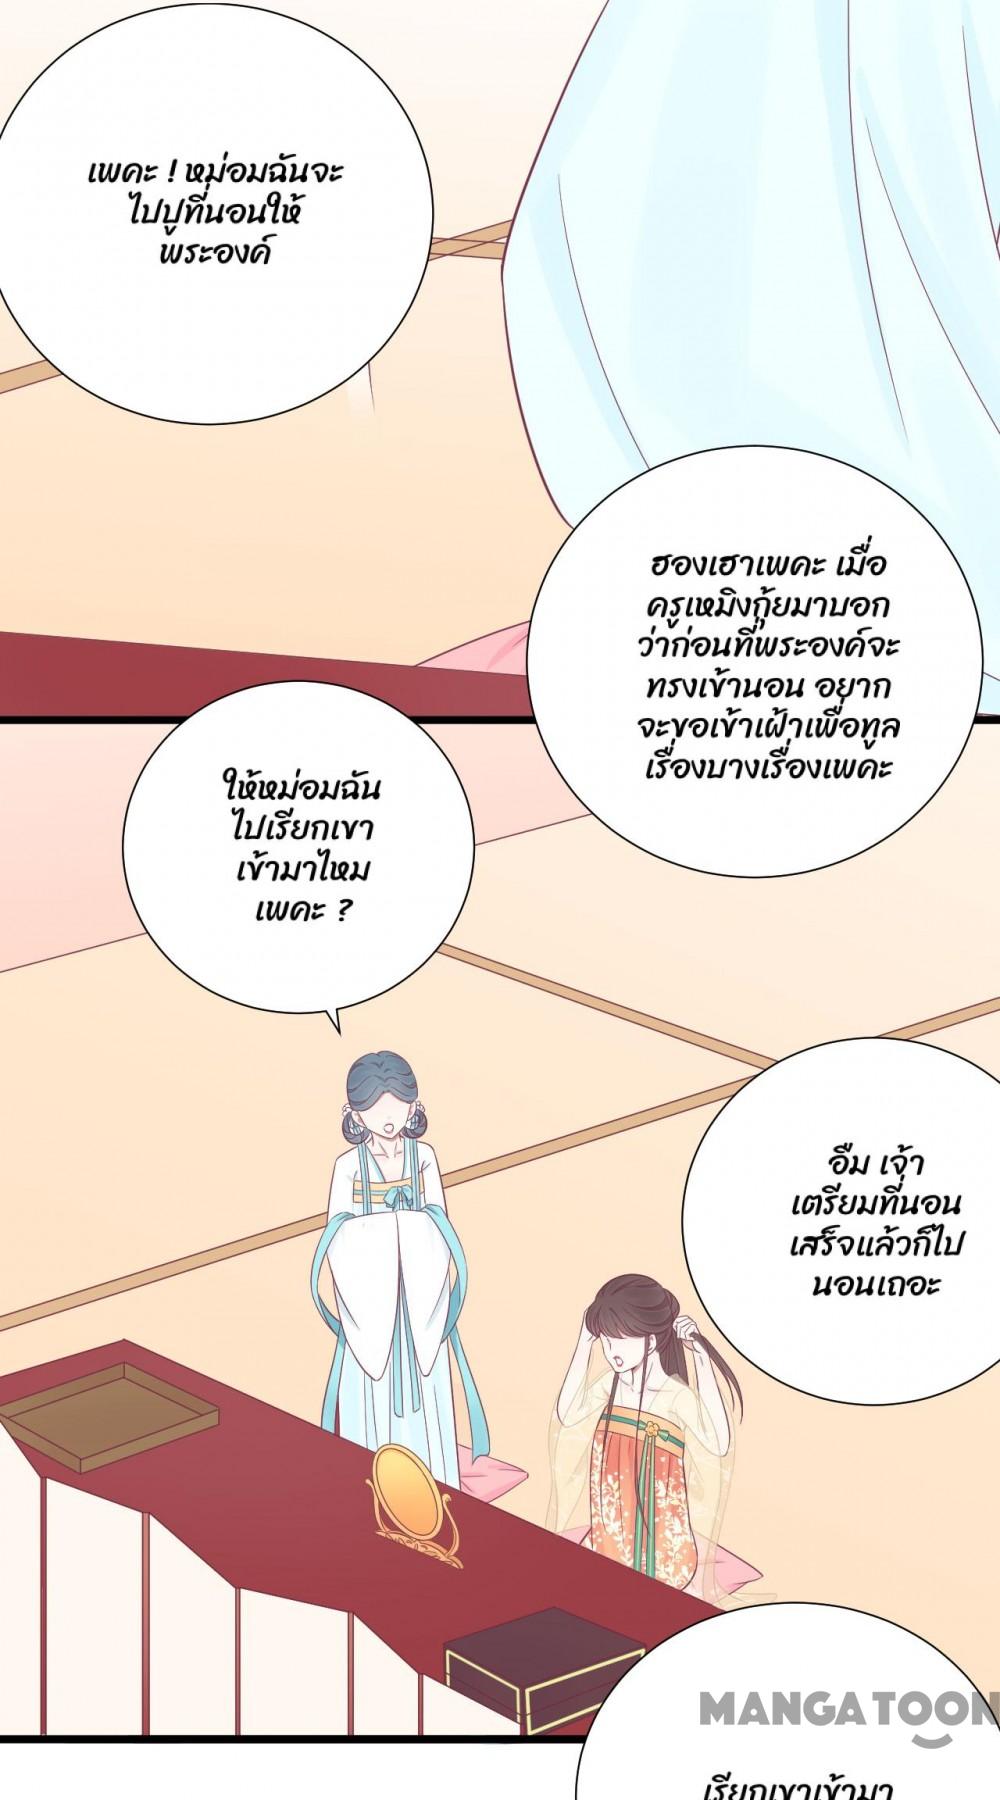 เพคะ ! หม่อมฉันจะ
ไปปูที่นอนให้
พระองค์
ฮองเฮาเพคะ เมื่อ
ครูเหมิงกุ้ยมาบอก
ว่าก่อนที่พระองค์จะ
ทรงเข้านอน อยาก
จะขอเข้าเฝ้าเพื่อทูล
เรื่องบางเรื่องเพคะ
ให้หม่อมฉัน
ไปเรียกเขา
เข้ามาไหม
เพคะ ?
อืม เจ้า
เตรียมที่นอน
เสร็จแล้วก็ไป
นอนเถอะ
MANGATOON
เรียกเขาเข้ามา